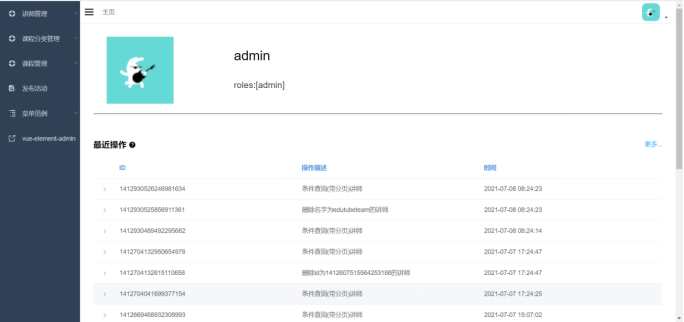 讲师管理
课程分类管理
课程管理
发布活动
菜单范例
vue-element-admin
主页
admin
roles:[admin]
最近操作
更多...
ID 操作描述 时间
1412930526246981634 条件查询(带分页)讲师 2021-07-08 08:24:23
1412930525856911361 删除名字为edutubeteam的讲师 2021-07-08 08:24:23
1412930489492295682 条件查询(带分页)讲师 2021-07-08 08:24:14
1412704132950654978 条件查询(带分页)讲师 2021-07-07 17:24:47
1412704132615110658 删除id为1412607515564253186的讲师 2021-07-07 17:24:47
1412704041699377154 条件查询(带分页)讲师 2021-07-07 17:24:25
1412669468932308993 条件查询(带分页)讲师 2021-07-07 15:07:02